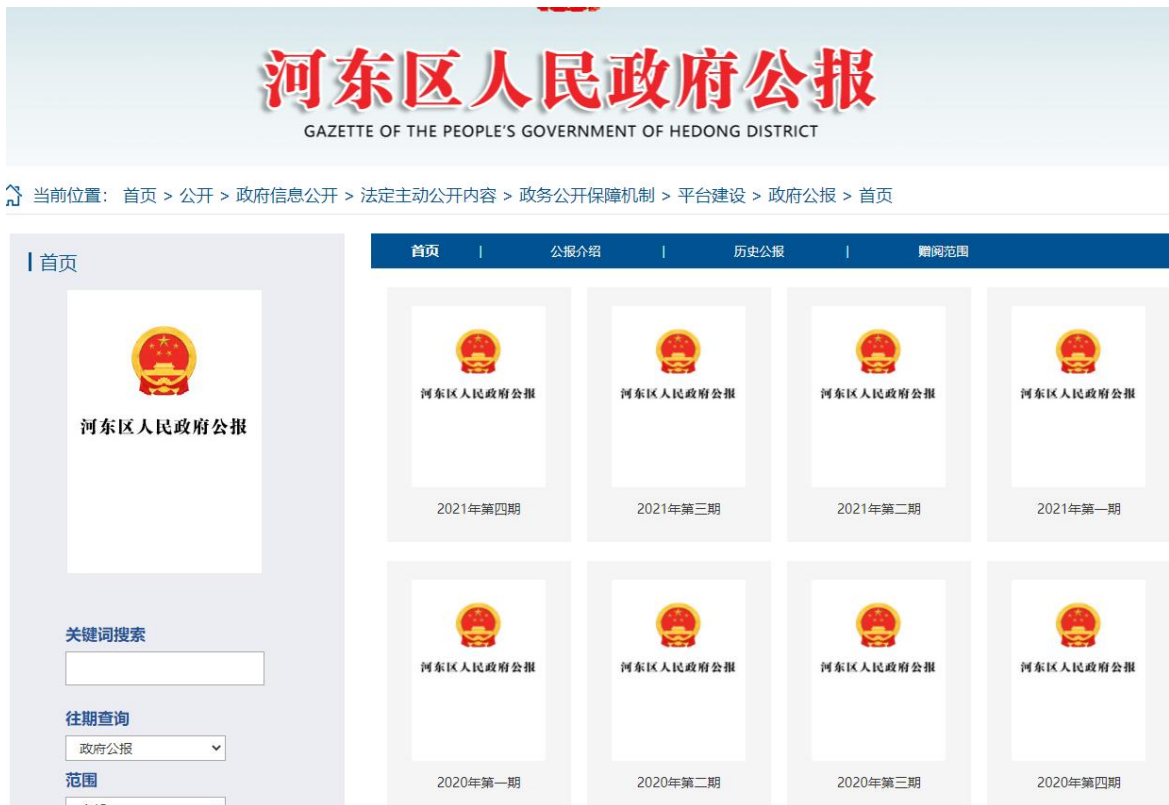 河东区人民政府公报
GAZETTE OF THE PEOPLE'S GOVERNMENT OF HEDONG DISTRICT
当前位置： 首页 > 公开 > 政府信息公开 > 法定主动公开内容 > 政务公开保障机制 > 平台建设 > 政府公报 > 首页
首页
河东区人民政府公报
关键词搜索
往期查询
政府公报
范围
首页 | 公报介绍 | 历史公报 | 赠阅范围
河东区人民政府公报 河东区人民政府公报 河东区人民政府公报 河东区人民政府公报
2021年第四期 2021年第三期 2021年第二期 2021年第一期
河东区人民政府公报 河东区人民政府公报 河东区人民政府公报 河东区人民政府公报
2020年第一期 2020年第二期 2020年第三期 2020年第四期